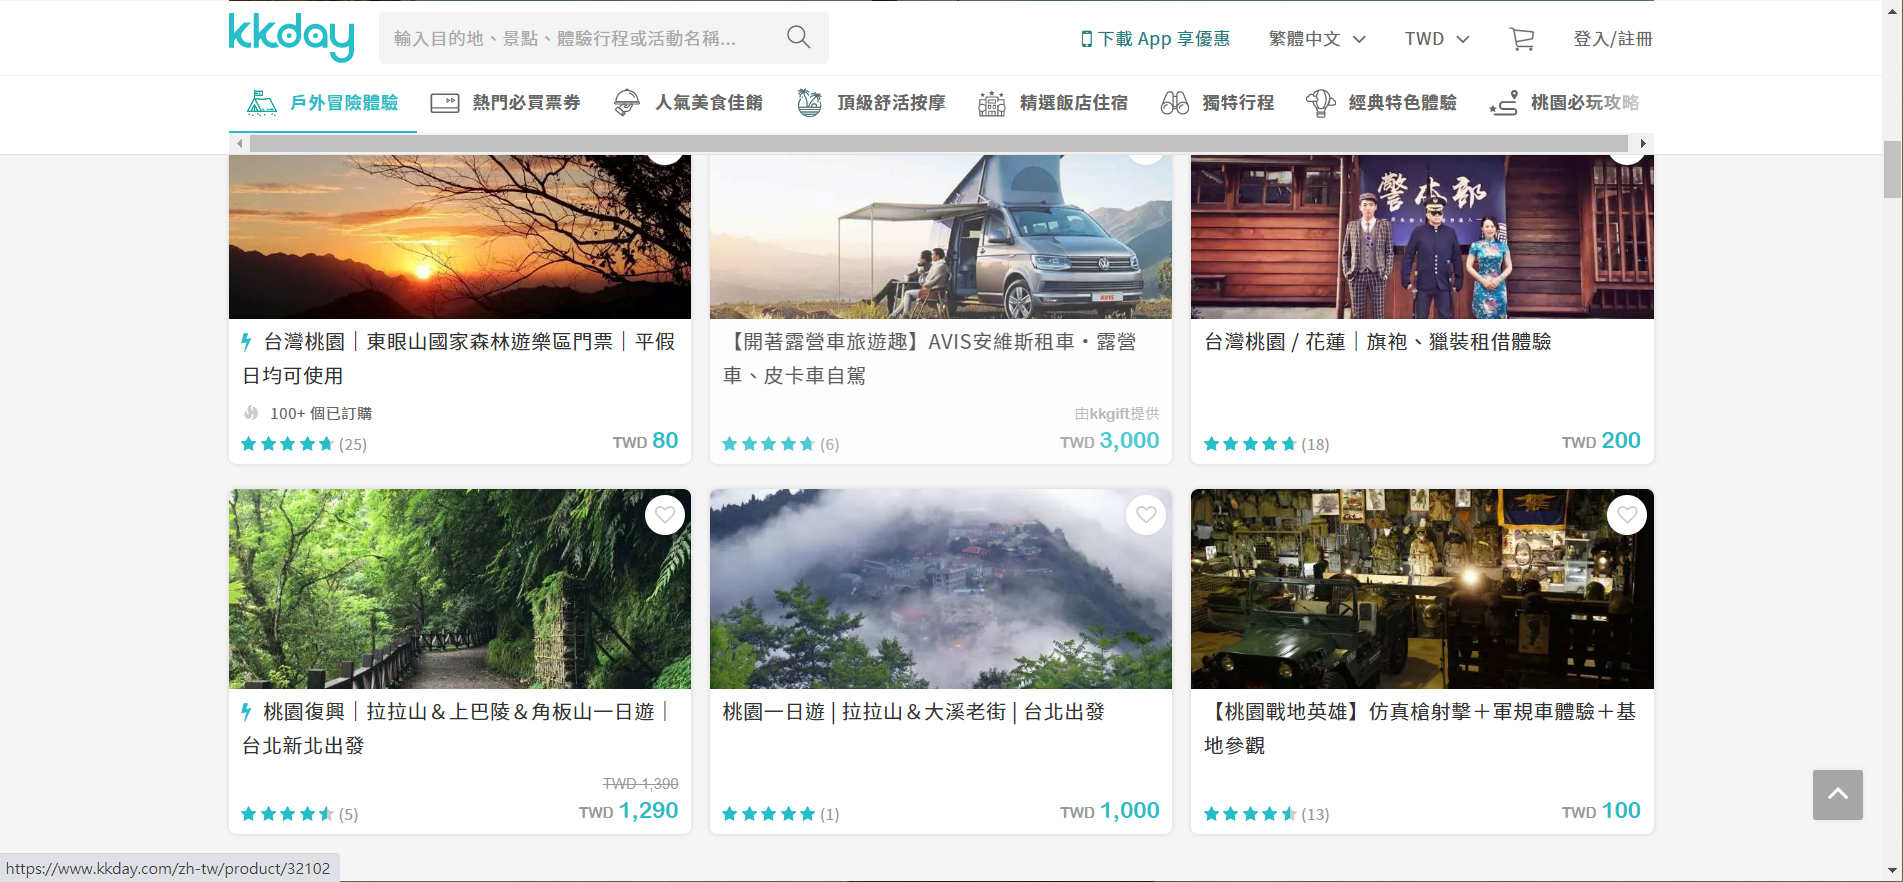 kkday
輸入目的地、景點、體驗行程或活動名稱...
下載 App 享優惠
繁體中文
TWD
登入/註冊
戶外冒險體驗
熱門必買票券
人氣美食佳餚
頂級舒活按摩
精選飯店住宿
獨特行程
經典特色體驗
桃園必玩攻略
台灣桃園｜東眼山國家森林遊樂區門票｜平假
日均可使用
100+ 個已訂購
(25)
TWD 80
AVIS
【開著露營車旅遊趣】AVIS安維斯租車・露營
車、皮卡車自駕
由kkgift提供
(6)
TWD 3,000
台灣桃園 / 花蓮｜旗袍、獵裝租借體驗
(18)
TWD 200
桃園復興｜拉拉山＆上巴陵＆角板山一日遊｜
台北新北出發
TWD 1,390
(5)
TWD 1,290
桃園一日遊 | 拉拉山＆大溪老街 | 台北出發
(1)
TWD 1,000
【桃園戰地英雄】仿真槍射擊＋軍規車體驗＋基
地參觀
(13)
TWD 100
https://www.kkday.com/zh-tw/product/32102